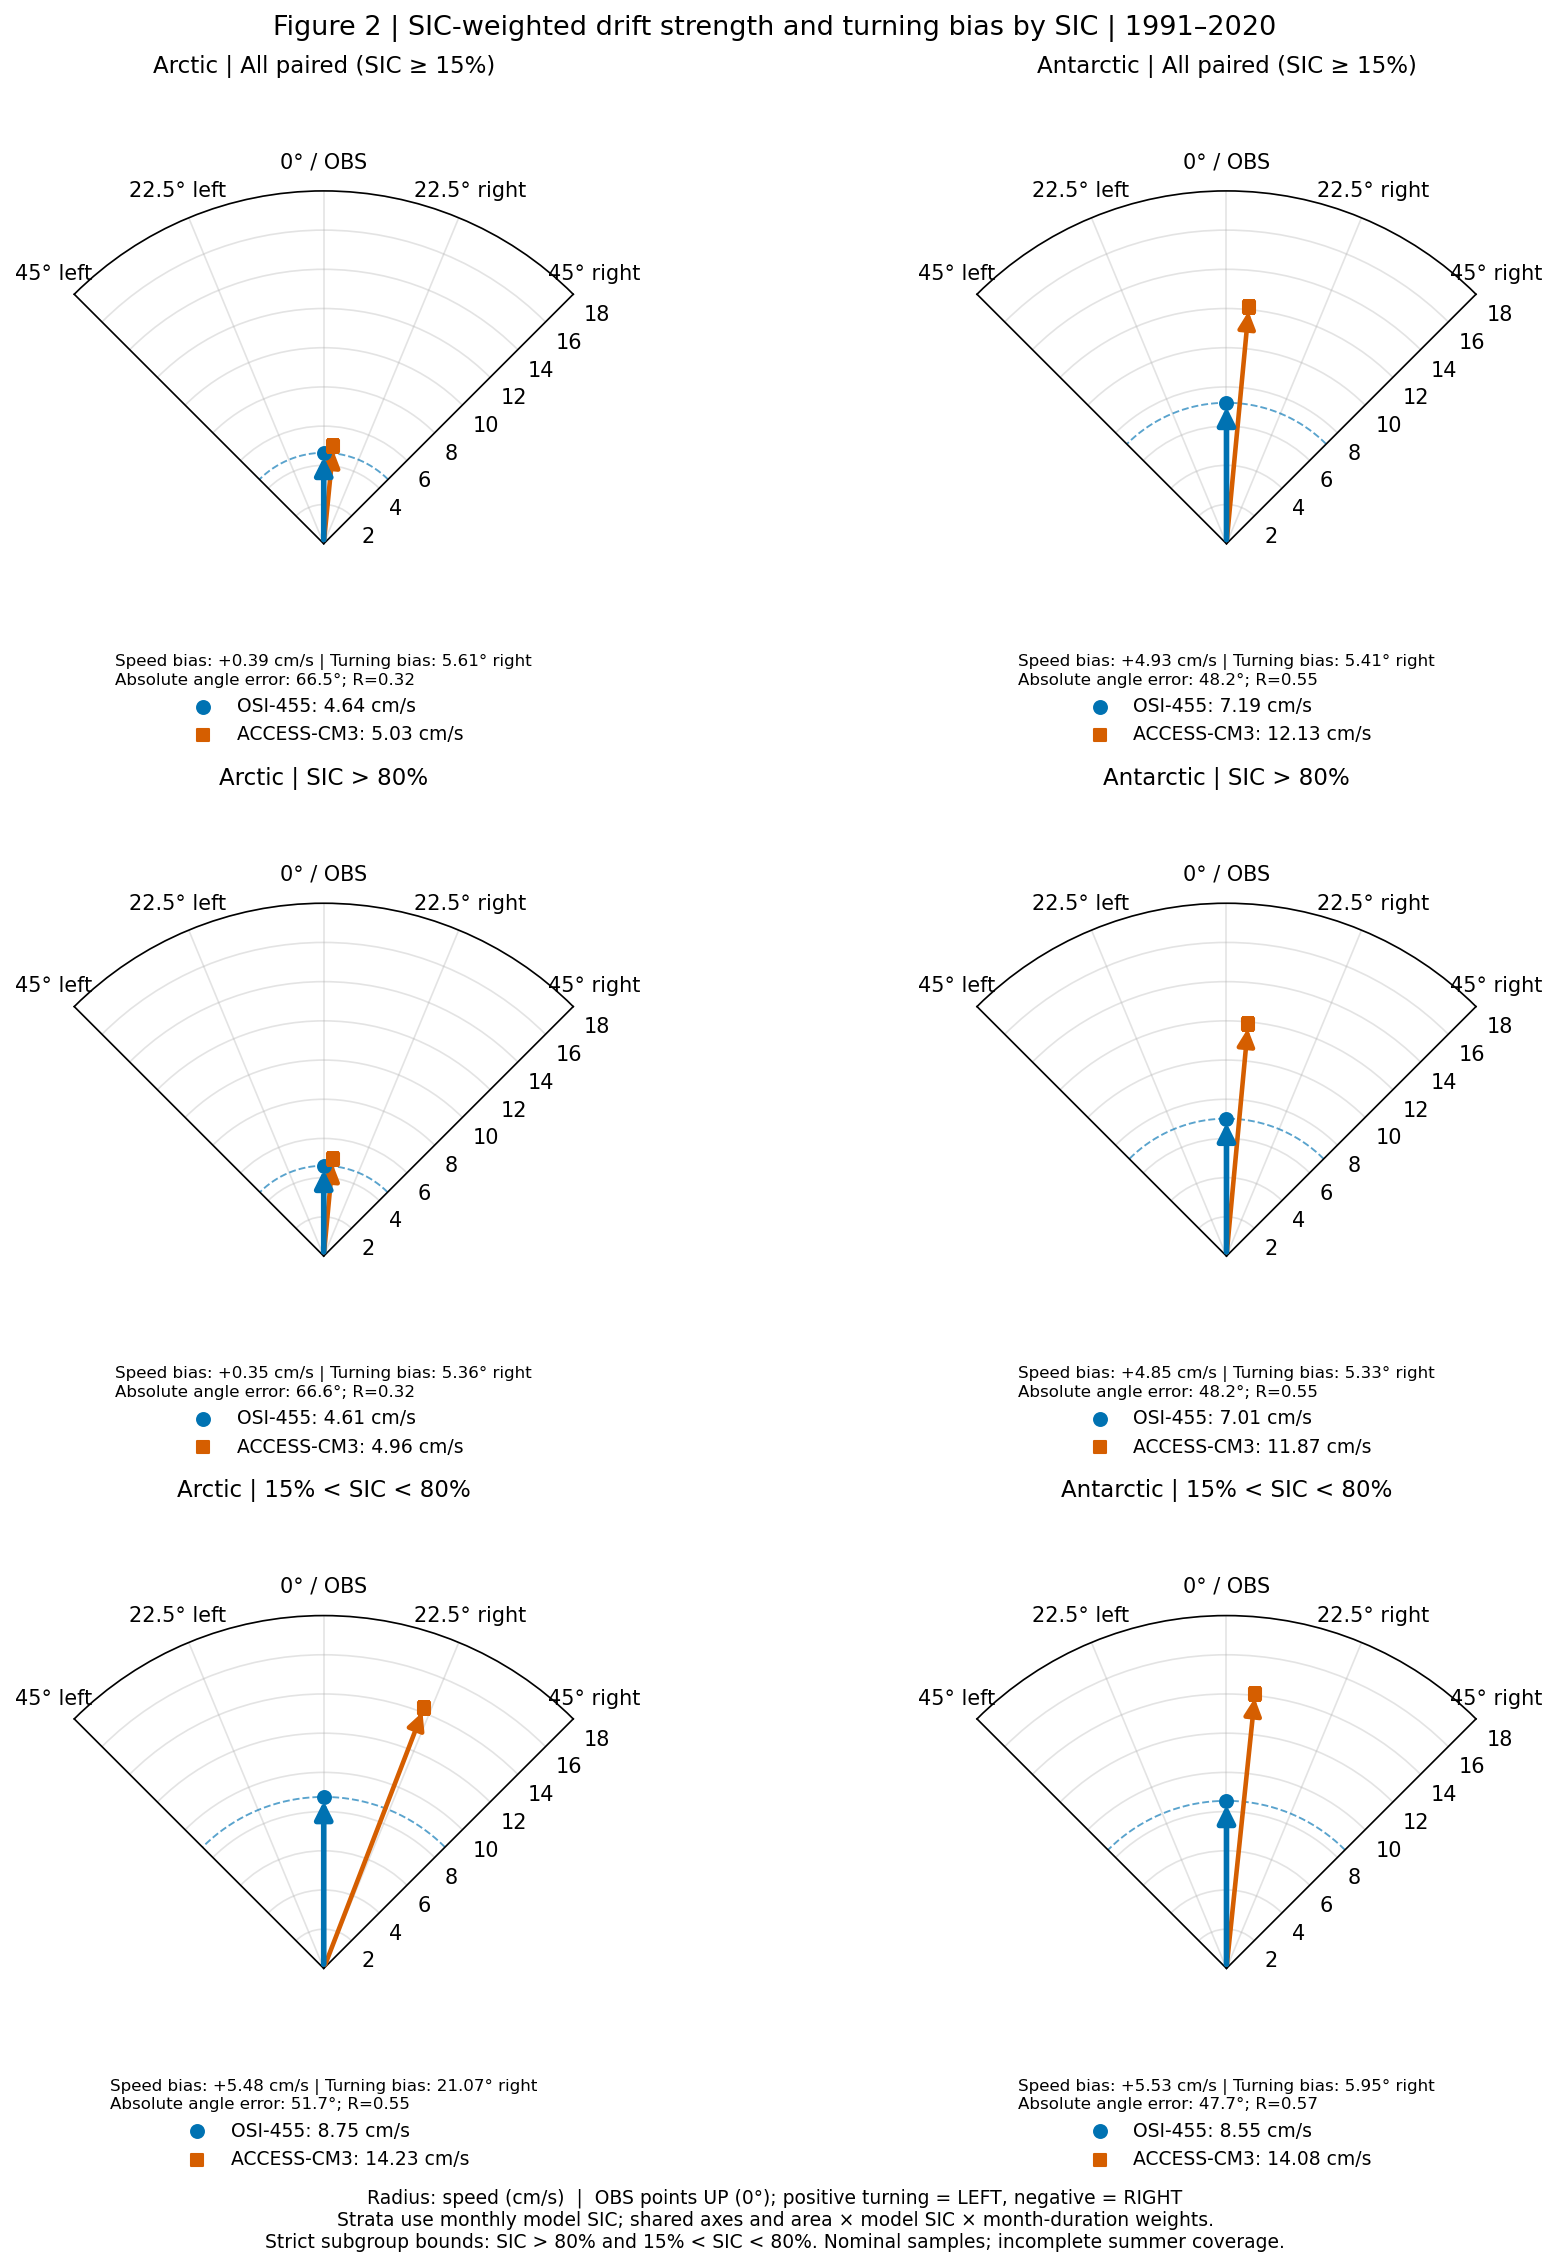 Figure 2 | SIC-weighted drift strength and turning bias by SIC | 1991–2020
Arctic | All paired (SIC ≥ 15%)
0° / OBS
22.5° left
22.5° right
45° left
45° right
18
16
14
12
10
8
6
4
2
Speed bias: +0.39 cm/s | Turning bias: 5.61° right
Absolute angle error: 66.5°; R=0.32
OSI-455: 4.64 cm/s
ACCESS-CM3: 5.03 cm/s
Antarctic | All paired (SIC ≥ 15%)
0° / OBS
22.5° left
22.5° right
45° left
45° right
18
16
14
12
10
8
6
4
2
Speed bias: +4.93 cm/s | Turning bias: 5.41° right
Absolute angle error: 48.2°; R=0.55
OSI-455: 7.19 cm/s
ACCESS-CM3: 12.13 cm/s
Arctic | SIC > 80%
0° / OBS
22.5° left
22.5° right
45° left
45° right
18
16
14
12
10
8
6
4
2
Speed bias: +0.35 cm/s | Turning bias: 5.36° right
Absolute angle error: 66.6°; R=0.32
OSI-455: 4.61 cm/s
ACCESS-CM3: 4.96 cm/s
Antarctic | SIC > 80%
0° / OBS
22.5° left
22.5° right
45° left
45° right
18
16
14
12
10
8
6
4
2
Speed bias: +4.85 cm/s | Turning bias: 5.33° right
Absolute angle error: 48.2°; R=0.55
OSI-455: 7.01 cm/s
ACCESS-CM3: 11.87 cm/s
Arctic | 15% < SIC < 80%
0° / OBS
22.5° left
22.5° right
45° left
45° right
18
16
14
12
10
8
6
4
2
Speed bias: +5.48 cm/s | Turning bias: 21.07° right
Absolute angle error: 51.7°; R=0.55
OSI-455: 8.75 cm/s
ACCESS-CM3: 14.23 cm/s
Antarctic | 15% < SIC < 80%
0° / OBS
22.5° left
22.5° right
45° left
45° right
18
16
14
12
10
8
6
4
2
Speed bias: +5.53 cm/s | Turning bias: 5.95° right
Absolute angle error: 47.7°; R=0.57
OSI-455: 8.55 cm/s
ACCESS-CM3: 14.08 cm/s
Radius: speed (cm/s) | OBS points UP (0°); positive turning = LEFT, negative = RIGHT
Strata use monthly model SIC; shared axes and area × model SIC × month-duration weights.
Strict subgroup bounds: SIC > 80% and 15% < SIC < 80%. Nominal samples; incomplete summer coverage.